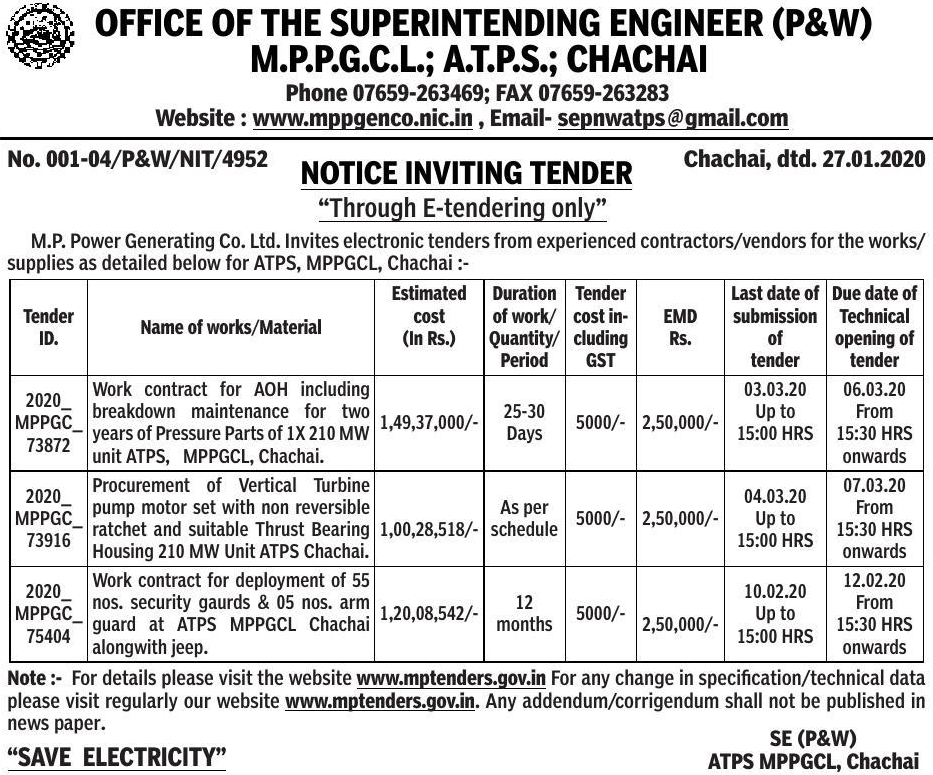 OFFICE OF THE SUPERINTENDING ENGINEER (P&W)
M.P.P.G.C.L.; A.T.P.S.; CHACHAI
Phone 07659-263469; FAX 07659-263283
Website : www.mppgenco.nic.in , Email- sepnwatps@gmail.com
No. 001-04/P&W/NIT/4952
Chachai, dtd. 27.01.2020
NOTICE INVITING TENDER
“Through E-tendering only”
M.P. Power Generating Co. Ltd. Invites electronic tenders from experienced contractors/vendors for the works/
supplies as detailed below for ATPS, MPPGCL, Chachai :-
Tender
ID.
Name of works/Material
Estimated
cost
(In Rs.)
Duration
of work/
Quantity/
Period
Tender
cost in-
cluding
GST
EMD
Rs.
Last date of
submission
of
tender
Due date of
Technical
opening of
tender
2020_
MPPGC_
73872
Work contract for AOH including
breakdown maintenance for two
years of Pressure Parts of 1X 210 MW
unit ATPS, MPPGCL, Chachai.
1,49,37,000/-
25-30
Days
5000/-
2,50,000/-
03.03.20
Up to
15:00 HRS
06.03.20
From
15:30 HRS
onwards
2020_
MPPGC_
73916
Procurement of Vertical Turbine
pump motor set with non reversible
ratchet and suitable Thrust Bearing
Housing 210 MW Unit ATPS Chachai.
1,00,28,518/-
As per
schedule
5000/-
2,50,000/-
04.03.20
Up to
15:00 HRS
07.03.20
From
15:30 HRS
onwards
2020_
MPPGC_
75404
Work contract for deployment of 55
nos. security gaurds & 05 nos. arm
guard at ATPS MPPGCL Chachai
alongwith jeep.
1,20,08,542/-
12
months
5000/-
2,50,000/-
10.02.20
Up to
15:00 HRS
12.02.20
From
15:30 HRS
onwards
Note :- For details please visit the website www.mptenders.gov.in For any change in specification/technical data
please visit regularly our website www.mptenders.gov.in. Any addendum/corrigendum shall not be published in
news paper.
SE (P&W)
“SAVE ELECTRICITY”
ATPS MPPGCL, Chachai